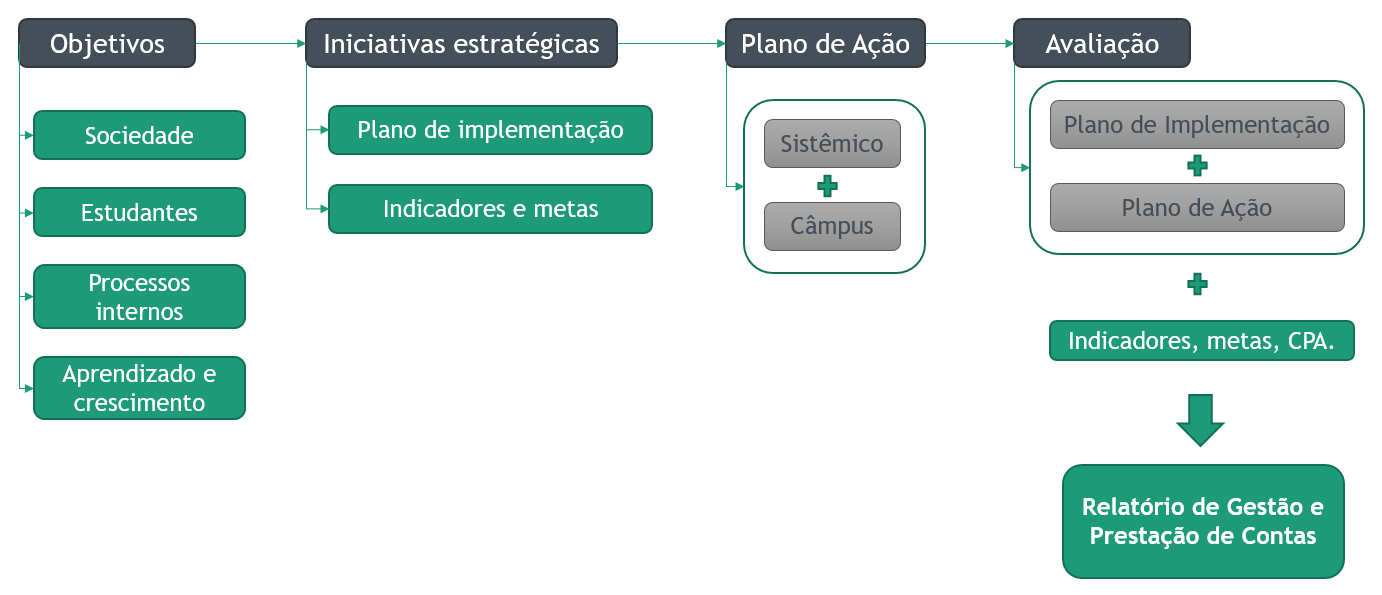 Objetivos
Sociedade
Estudantes
Processos
internos
Aprendizado e
crescimento
Iniciativas estratégicas
Plano de implementação
Indicadores e metas
Plano de Ação
Sistêmico
Câmpus
Avaliação
Plano de Implementação
Plano de Ação
Indicadores, metas, CPA.
Relatório de Gestão e
Prestação de Contas